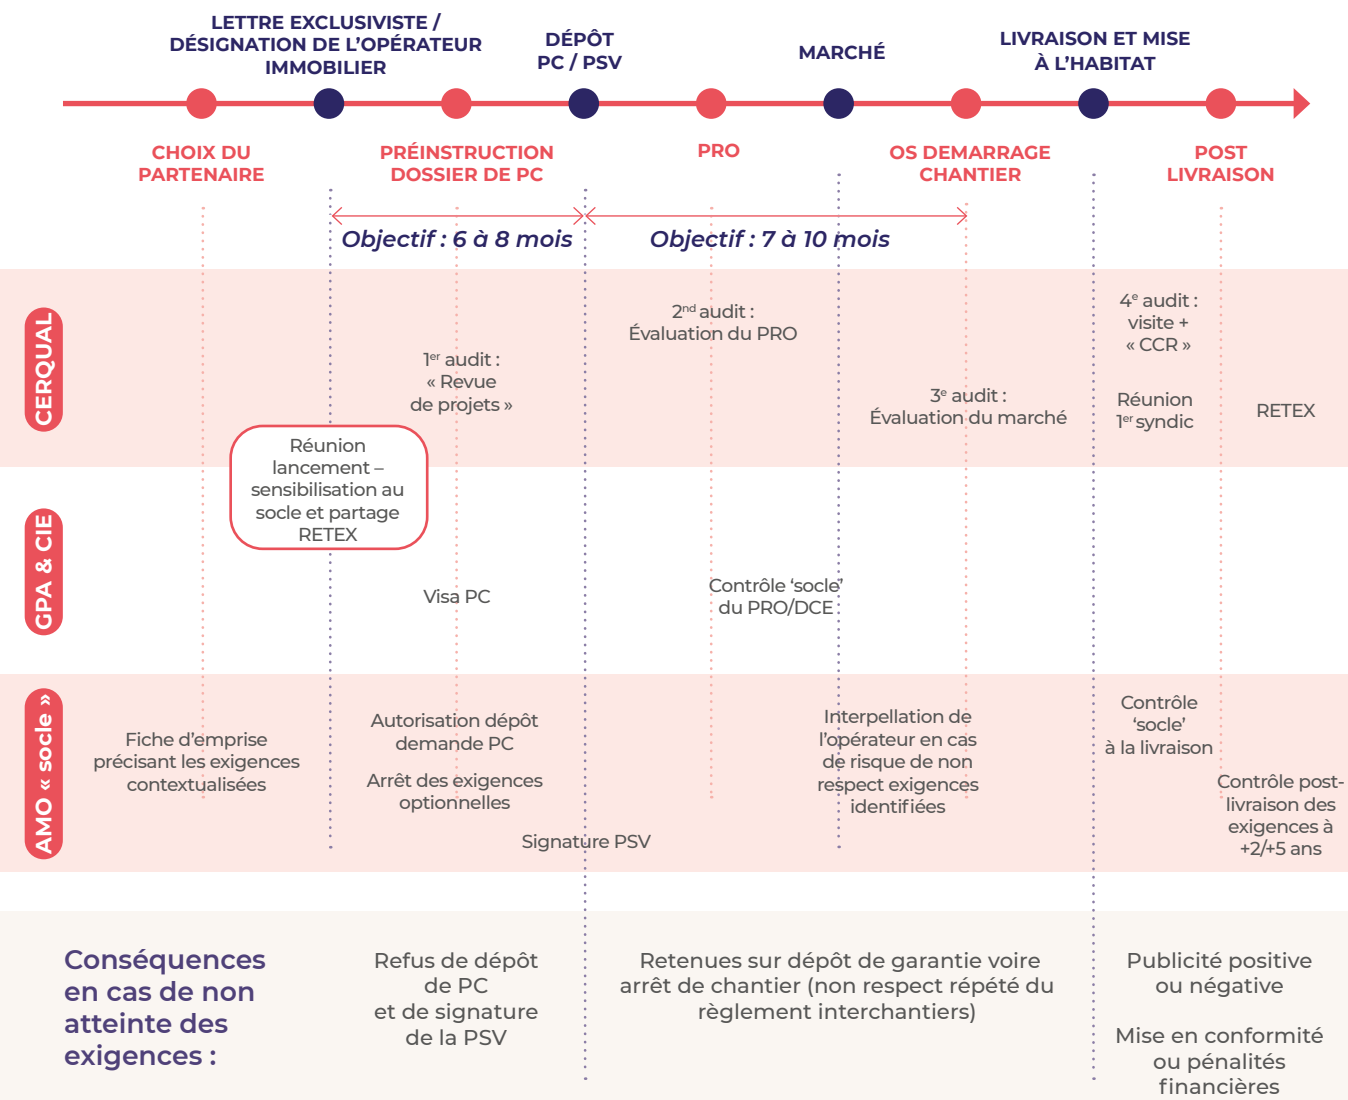 LETTRE EXCLUSIVISTE /
DÉSIGNATION DE L'OPÉRATEUR
IMMOBILIER
DÉPÔT
PC / PSV
MARCHÉ
LIVRAISON ET MISE
À L'HABITAT
CHOIX DU
PARTENAIRE
PRÉINSTRUCTION
DOSSIER DE PC
PRO
OS DEMARRAGE
CHANTIER
POST
LIVRAISON
Objectif : 6 à 8 mois
Objectif : 7 à 10 mois
CERQUAL
1er audit :
« Revue
de projets »
2nd audit :
Évaluation du PRO
3e audit :
Évaluation du marché
4e audit :
visite +
« CCR »
Réunion
1er syndic
RETEX
Réunion
lancement –
sensibilisation au
socle et partage
RETEX
GPA & CIE
Visa PC
Contrôle ‘socle’
du PRO/DCE
AMO « socle »
Fiche d’emprise
précisant les exigences
contextualisées
Autorisation dépôt
demande PC
Arrêt des exigences
optionnelles
Signature PSV
Interpellation de
l’opérateur en cas
de risque de non
respect exigences
identifiées
Contrôle
‘socle’
à la livraison
Contrôle post-
livraison des
exigences à
+2/+5 ans
Conséquences
en cas de non
atteinte des
exigences :
Refus de dépôt
de PC
et de signature
de la PSV
Retenues sur dépôt de garantie voire
arrêt de chantier (non respect répété du
règlement interchantiers)
Publicité positive
ou négative
Mise en conformité
ou pénalités
financières